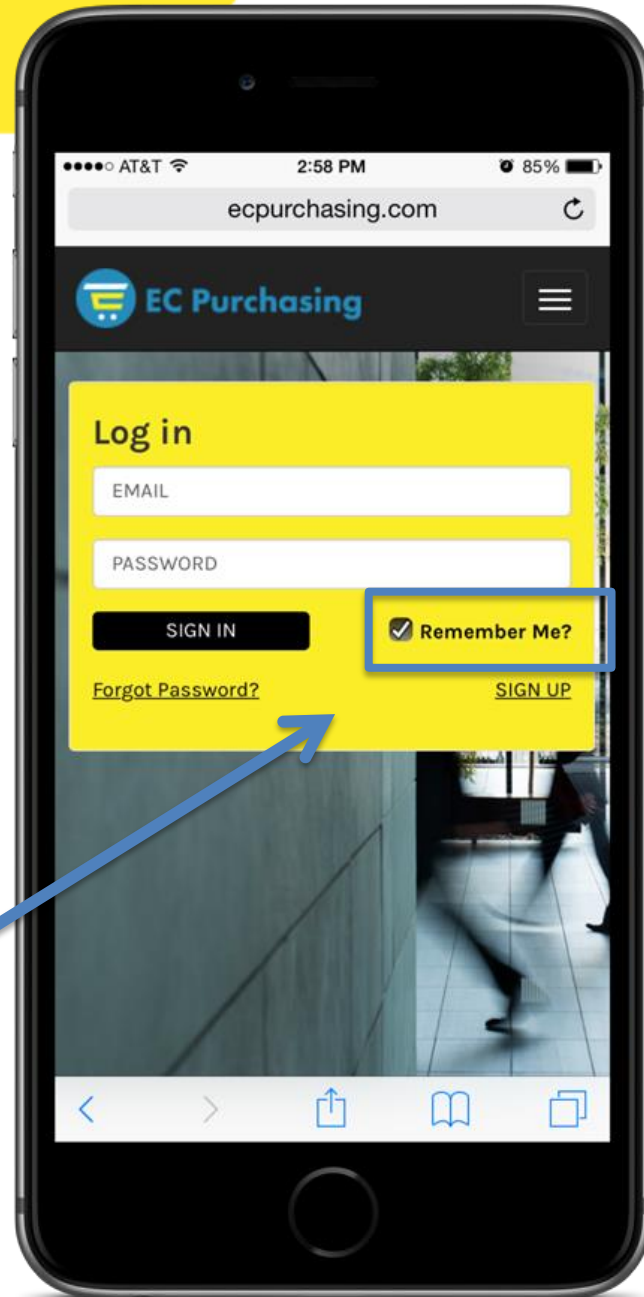 AT&T 2:58 PM 85%
ecpurchasing.com
EC Purchasing
Log in
EMAIL
PASSWORD
SIGN IN Remember Me?
Forgot Password? SIGN UP